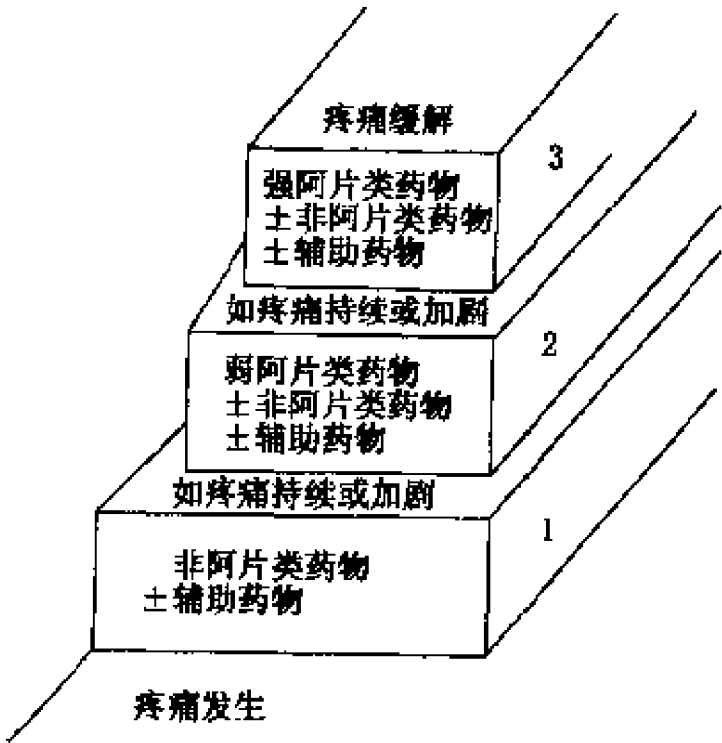 疼痛缓解
3
强阿片类药物
±非阿片类药物
±辅助药物
如疼痛持续或加剧
2
弱阿片类药物
±非阿片类药物
±辅助药物
如疼痛持续或加剧
1
非阿片类药物
±辅助药物
疼痛发生